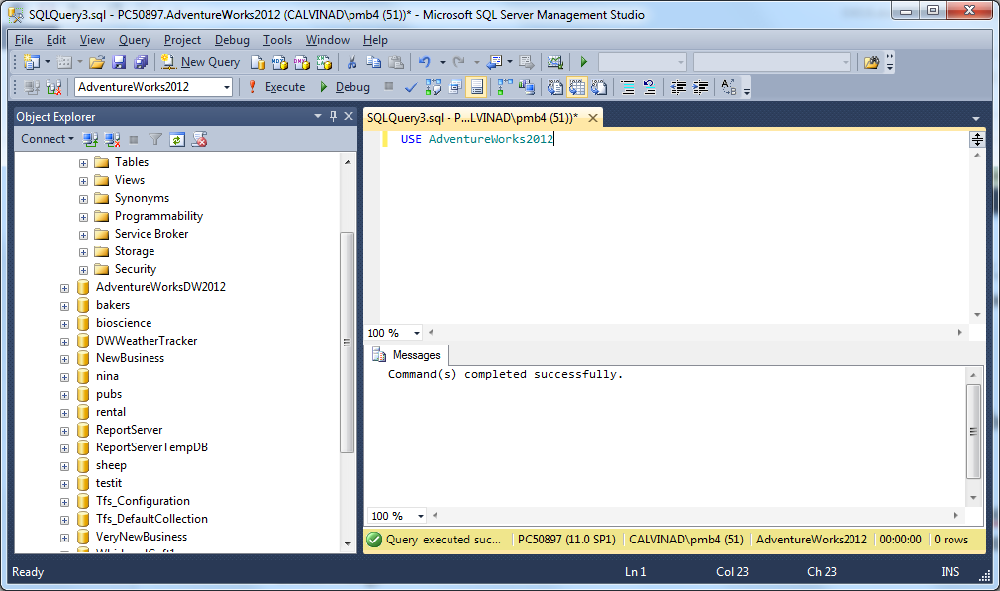 SQLQuery3.sql - PC50897.AdventureWorks2012 (CALVINAD\pmb4 (51))* - Microsoft SQL Server Management Studio
File Edit View Query Project Debug Tools Window Help
New Query
AdventureWorks2012 Execute Debug
Object Explorer
Connect
Tables
Views
Synonyms
Programmability
Service Broker
Storage
Security
AdventureWorksDW2012
bakers
bioscience
DWWeatherTracker
NewBusiness
nina
pubs
rental
ReportServer
ReportServerTempDB
sheep
testit
Tfs_Configuration
Tfs_DefaultCollection
VeryNewBusiness
SQLQuery3.sql - P...LVINAD\pmb4 (51))*
USE AdventureWorks2012
100 %
Messages
Command(s) completed successfully.
100 %
Query executed suc... PC50897 (11.0 SP1) CALVINAD\pmb4 (51) AdventureWorks2012 00:00:00 0 rows
Ready Ln 1 Col 23 Ch 23 INS